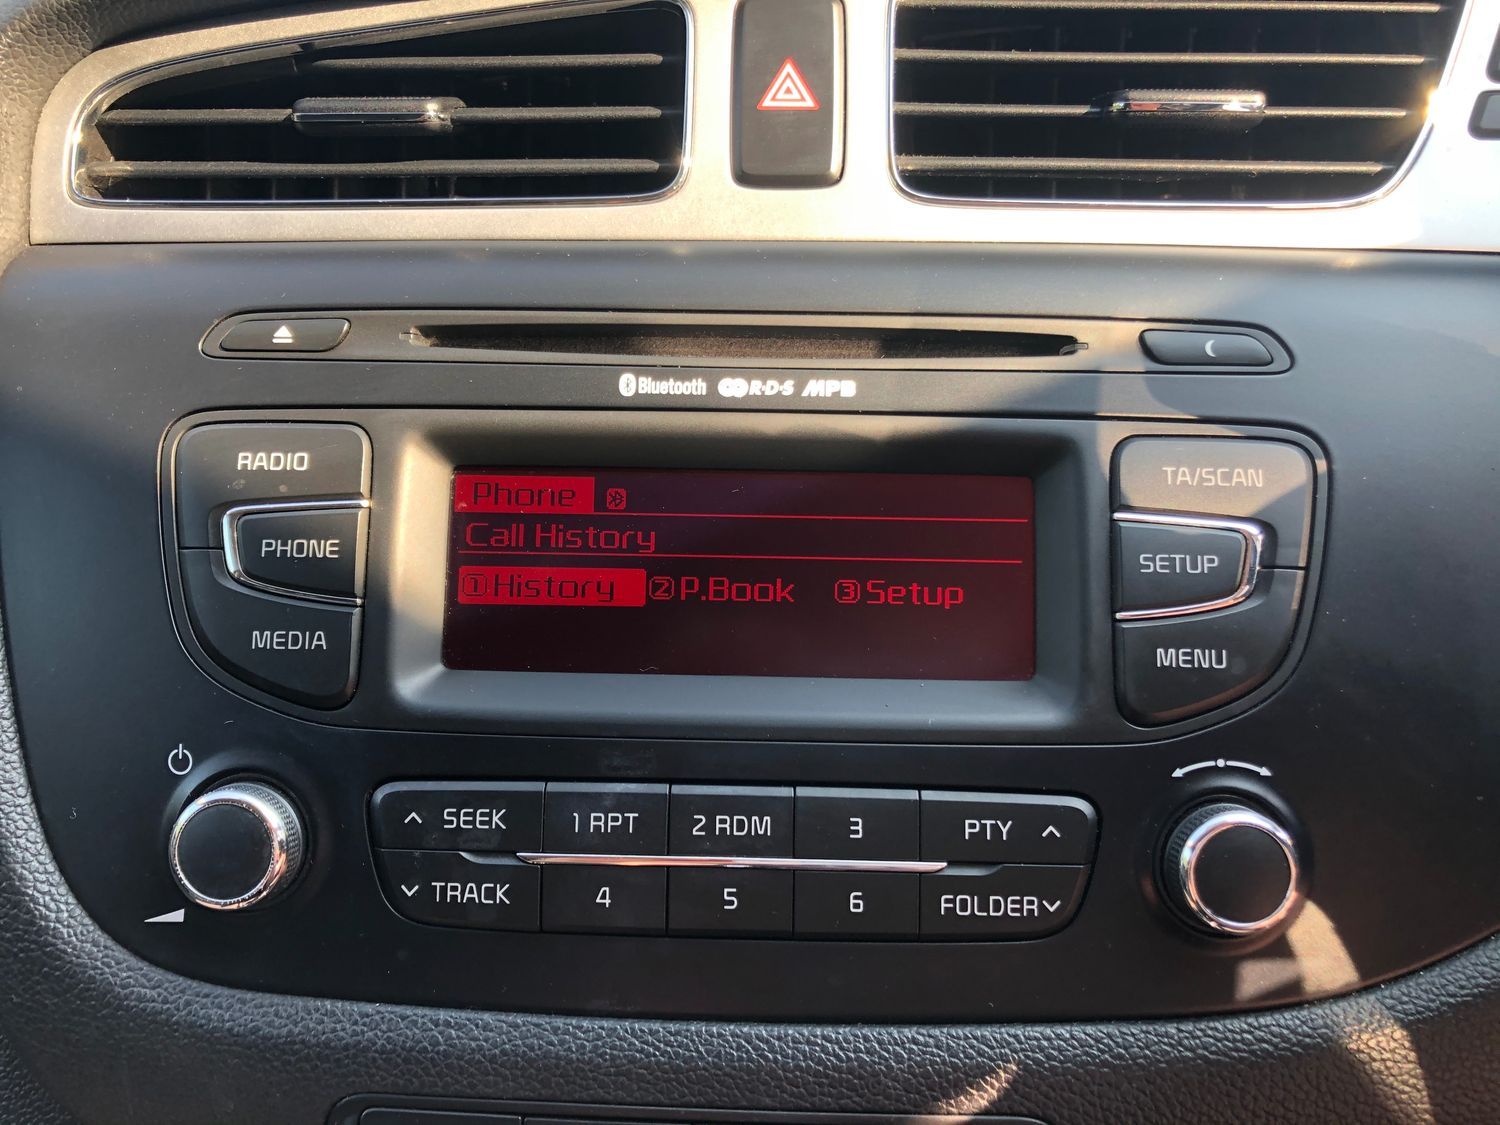 Bluetooth R·D·S MP3
RADIO
PHONE
MEDIA
Phone
Call History
①History ②P.Book ③Setup
TA/SCAN
SETUP
MENU
SEEK 1 RPT 2 RDM 3 PTY
TRACK 4 5 6 FOLDER